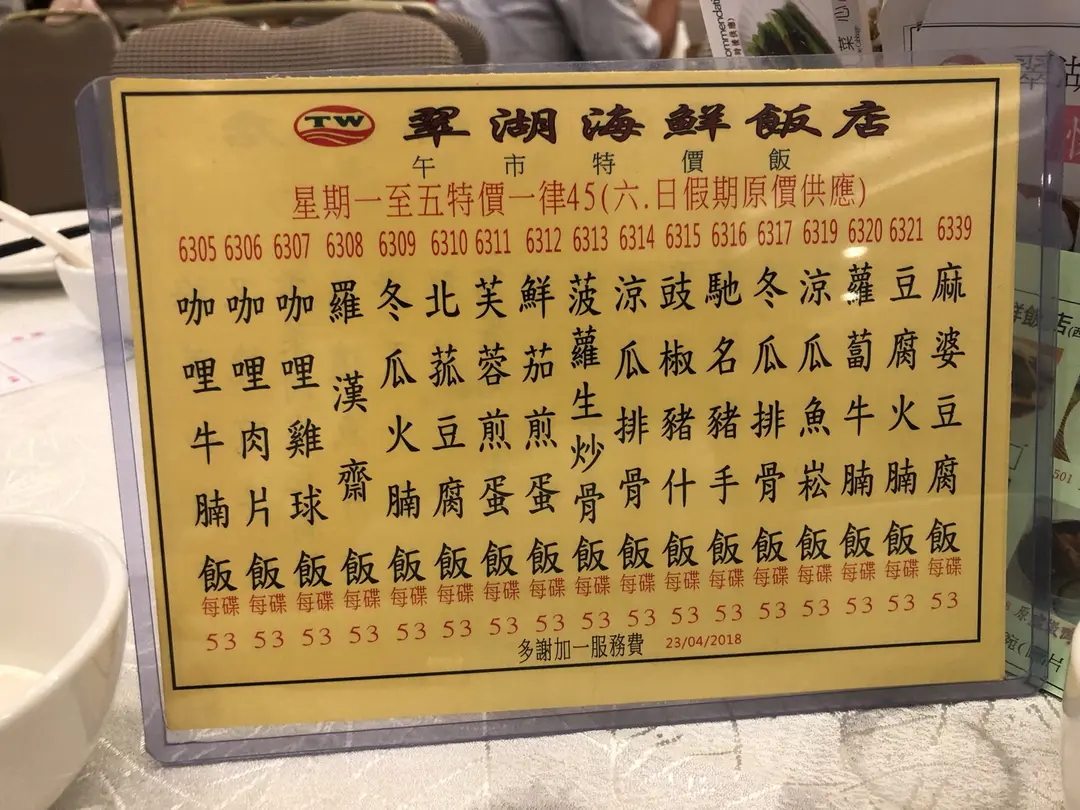 TW 翠湖海鮮飯店
午市特價飯
星期一至五特價一律45(六.日假期原價供應)
6305 6306 6307 6308 6309 6310 6311 6312 6313 6314 6315 6316 6317 6319 6320 6321 6339
咖哩牛腩飯
咖哩肉片飯
咖哩雞球飯
羅漢齋飯
冬瓜火腩飯
北菰豆腐飯
芙蓉煎蛋飯
鮮茄煎蛋飯
菠蘿生炒骨飯
涼瓜排骨飯
豉椒豬什飯
馳名豬手飯
冬瓜排骨飯
涼瓜魚崧飯
蘿蔔牛腩飯
豆腐火腩飯
麻婆豆腐飯
每碟 每碟 每碟 每碟 每碟 每碟 每碟 每碟 每碟 每碟 每碟 每碟 每碟 每碟 每碟 每碟 每碟
53 53 53 53 53 53 53 53 53 53 53 53 53 53 53 53 53
多謝加一服務費 23/04/2018
菜心
501